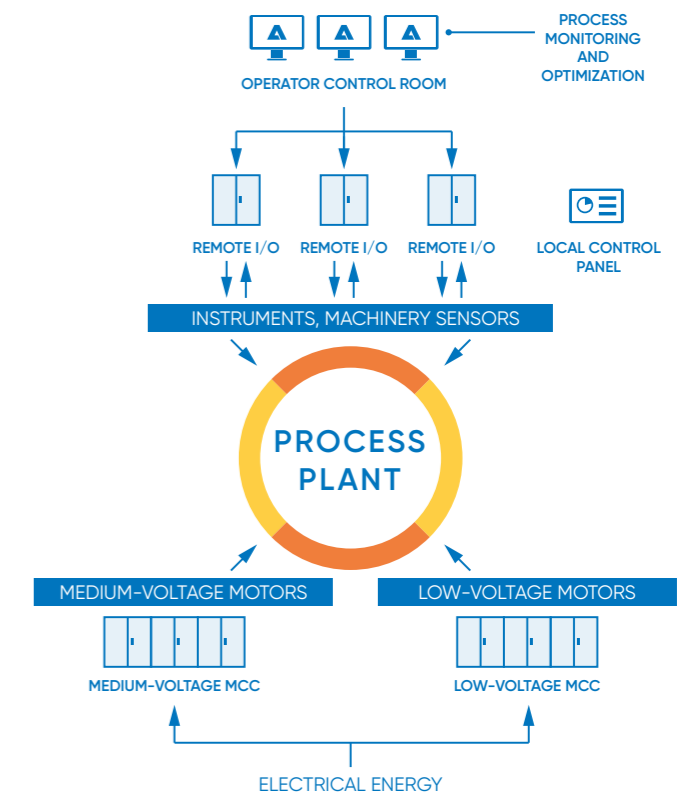 PROCESS
MONITORING
AND
OPTIMIZATION
OPERATOR CONTROL ROOM
REMOTE I/O
REMOTE I/O
REMOTE I/O
LOCAL CONTROL
PANEL
INSTRUMENTS, MACHINERY SENSORS
PROCESS
PLANT
MEDIUM-VOLTAGE MOTORS
LOW-VOLTAGE MOTORS
MEDIUM-VOLTAGE MCC
LOW-VOLTAGE MCC
ELECTRICAL ENERGY